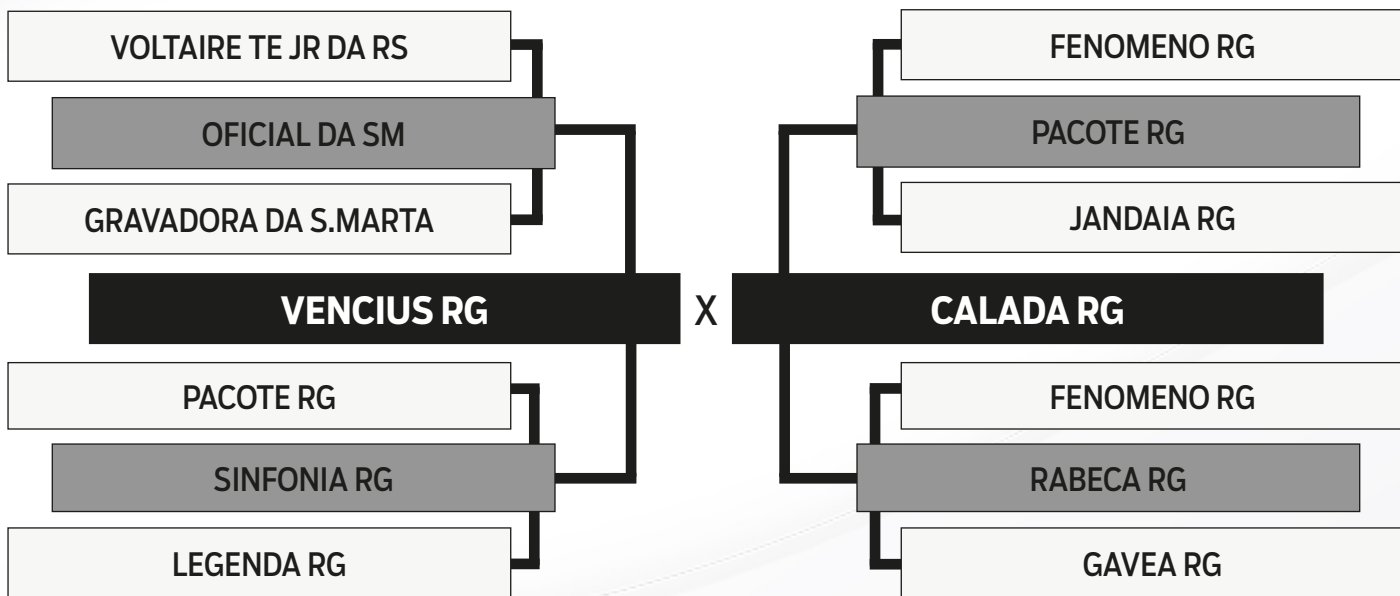 VOLTAIRE TE JR DA RS
OFICIAL DA SM
GRAVADORA DA S.MARTA
VENCIUS RG
PACOTE RG
SINFONIA RG
LEGENDA RG
X
FENOMENO RG
PACOTE RG
JANDAIA RG
CALADA RG
FENOMENO RG
RABECA RG
GAVEA RG